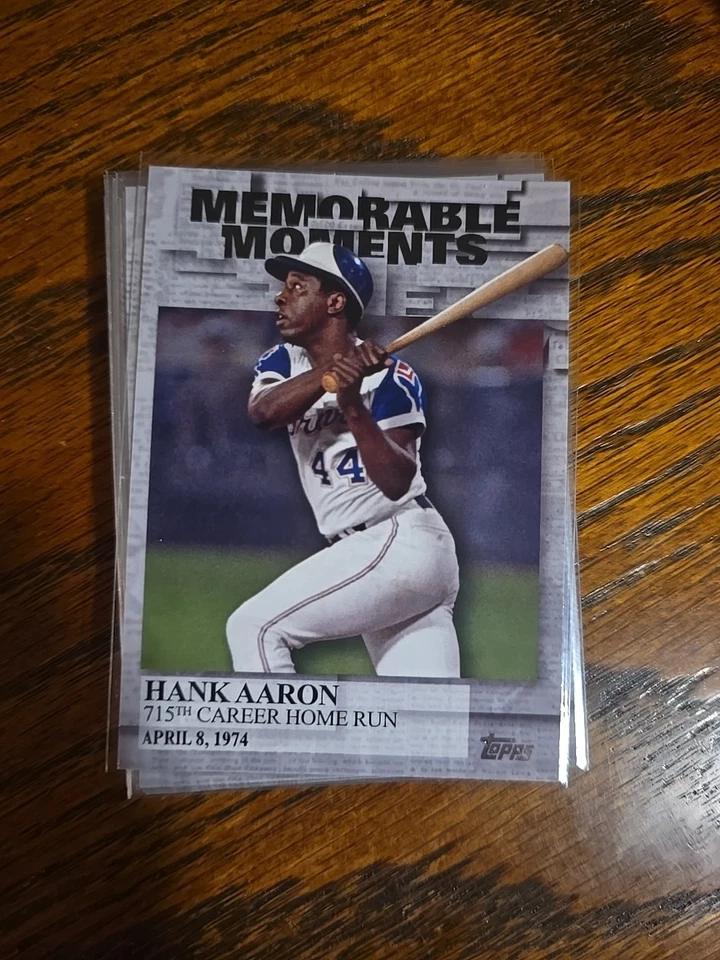 MEMORABLE
MOMENTS
44
HANK AARON
715TH CAREER HOME RUN
APRIL 8, 1974
Topps